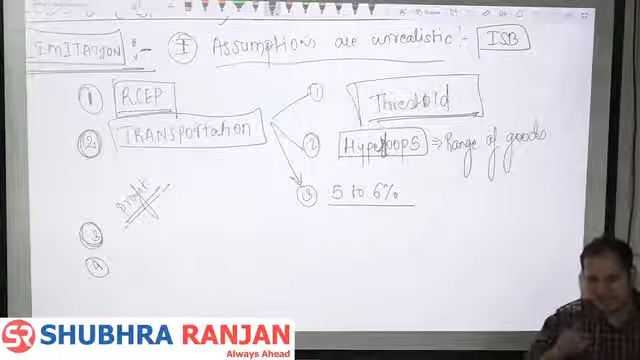 IMITATION :- I Assumptions are unrealistic :- ISB
1 RCEP
2. TRANSPORTATION
1 Threshold
2 Hyperloops ⇒ Range of goods
3 5 to 6%
3
4
SR SHUBHRA RANJAN
Always Ahead